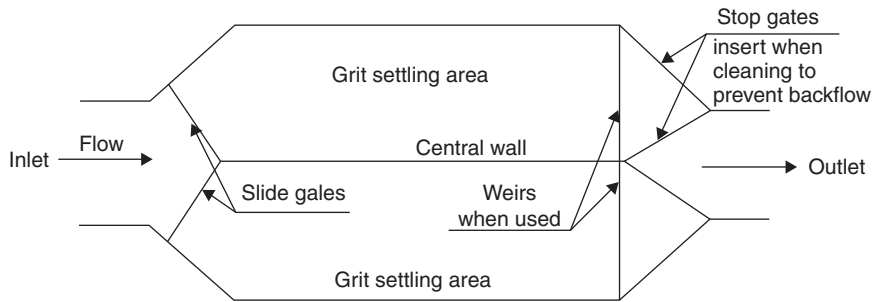 Stop gates
insert when
cleaning to
prevent backflow
Grit settling area
Flow
Inlet
Central wall
Outlet
Slide gales
Weirs
when used
Grit settling area